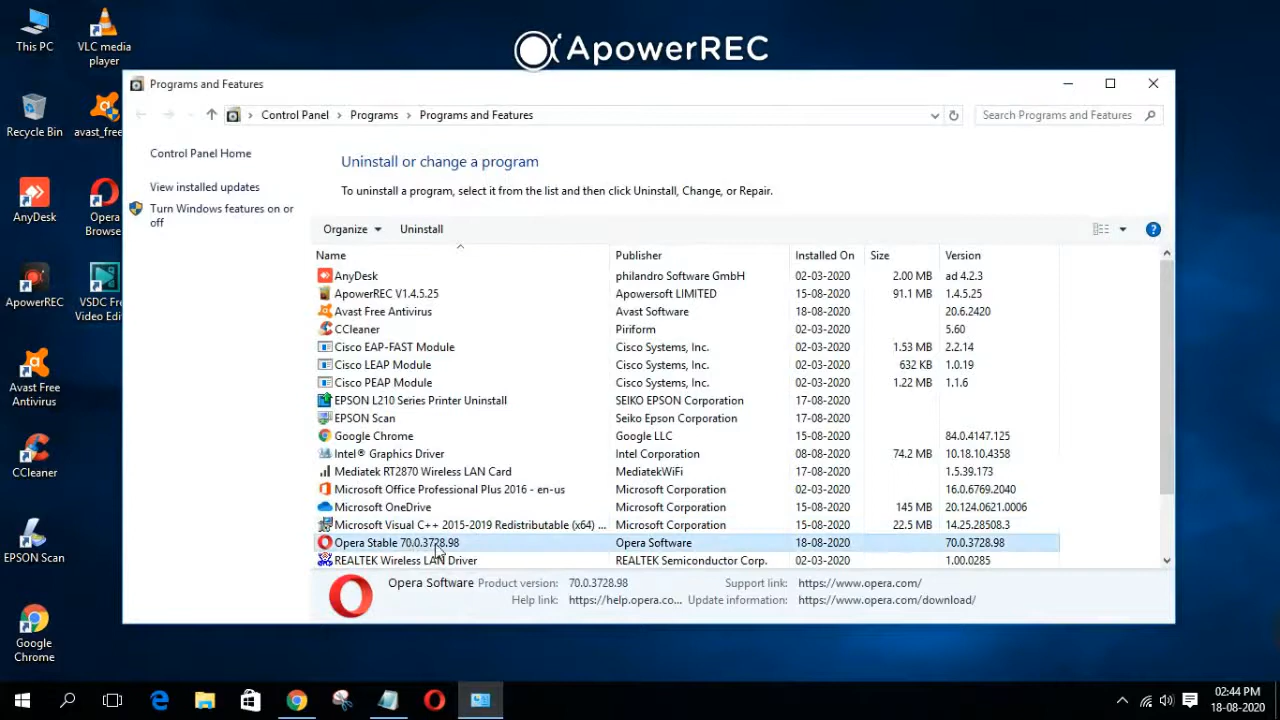 This PC
VLC media
player
ApowerREC
Programs and Features
Control Panel > Programs > Programs and Features
Search Programs and Features
Recycle Bin
avast_free
Control Panel Home
View installed updates
Turn Windows features on or
off
Uninstall or change a program
To uninstall a program, select it from the list and then click Uninstall, Change, or Repair.
Organize
Uninstall
AnyDesk
Opera
Browse
ApowerREC
VSDC Fre
Video Edi
Avast Free
Antivirus
CCleaner
EPSON Scan
Google
Chrome
Name Publisher Installed On Size Version
AnyDesk philandro Software GmbH 02-03-2020 2.00 MB ad 4.2.3
ApowerREC V1.4.5.25 Apowersoft LIMITED 15-08-2020 91.1 MB 1.4.5.25
Avast Free Antivirus Avast Software 18-08-2020 20.6.2420
CCleaner Piriform 02-03-2020 5.60
Cisco EAP-FAST Module Cisco Systems, Inc. 02-03-2020 1.53 MB 2.2.14
Cisco LEAP Module Cisco Systems, Inc. 02-03-2020 632 KB 1.0.19
Cisco PEAP Module Cisco Systems, Inc. 02-03-2020 1.22 MB 1.1.6
EPSON L210 Series Printer Uninstall SEIKO EPSON Corporation 17-08-2020
EPSON Scan Seiko Epson Corporation 17-08-2020
Google Chrome Google LLC 15-08-2020 84.0.4147.125
Intel® Graphics Driver Intel Corporation 08-08-2020 74.2 MB 10.18.10.4358
Mediatek RT2870 Wireless LAN Card MediatekWiFi 17-08-2020 1.5.39.173
Microsoft Office Professional Plus 2016 - en-us Microsoft Corporation 02-03-2020 16.0.6769.2040
Microsoft OneDrive Microsoft Corporation 15-08-2020 145 MB 20.124.0621.0006
Microsoft Visual C++ 2015-2019 Redistributable (x64) ... Microsoft Corporation 15-08-2020 22.5 MB 14.25.28508.3
Opera Stable 70.0.3728.98 Opera Software 18-08-2020 70.0.3728.98
REALTEK Wireless LAN Driver REALTEK Semiconductor Corp. 02-03-2020 1.00.0285
Opera Software Product version: 70.0.3728.98 Support link: https://www.opera.com/
Help link: https://help.opera.co... Update information: https://www.opera.com/download/
02:44 PM
18-08-2020